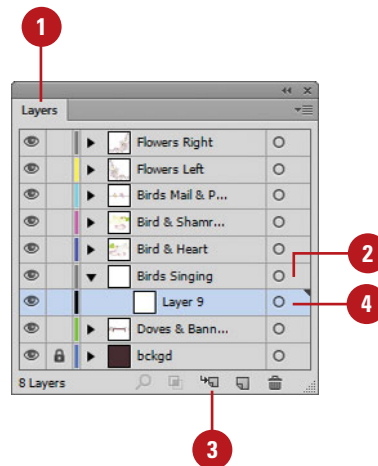 1
Layers
Flowers Right
Flowers Left
Birds Mail & P...
Bird & Shamr...
Bird & Heart
Birds Singing
2
Layer 9
4
Doves & Bann...
bckgd
8 Layers
3